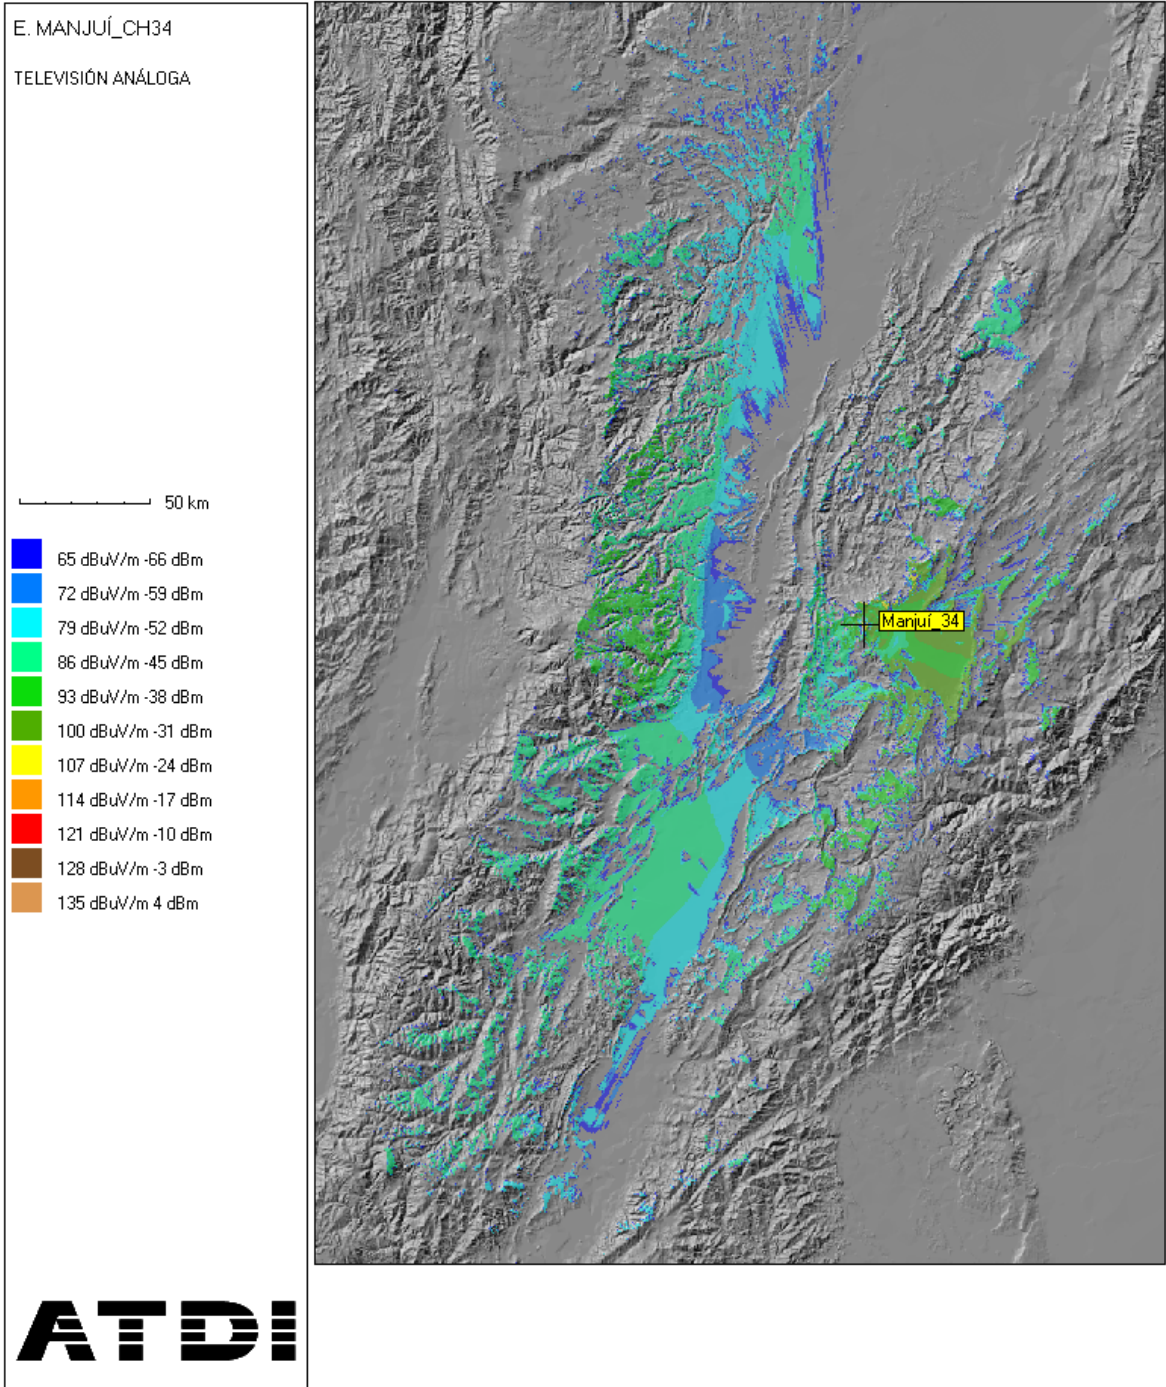 E. MANJUÍ_CH34
TELEVISIÓN ANÁLOGA
50 km
65 dBuV/m -66 dBm
72 dBuV/m -59 dBm
79 dBuV/m -52 dBm
86 dBuV/m -45 dBm
93 dBuV/m -38 dBm
100 dBuV/m -31 dBm
107 dBuV/m -24 dBm
114 dBuV/m -17 dBm
121 dBuV/m -10 dBm
128 dBuV/m -3 dBm
135 dBuV/m 4 dBm
Manjuí_34
ATDI